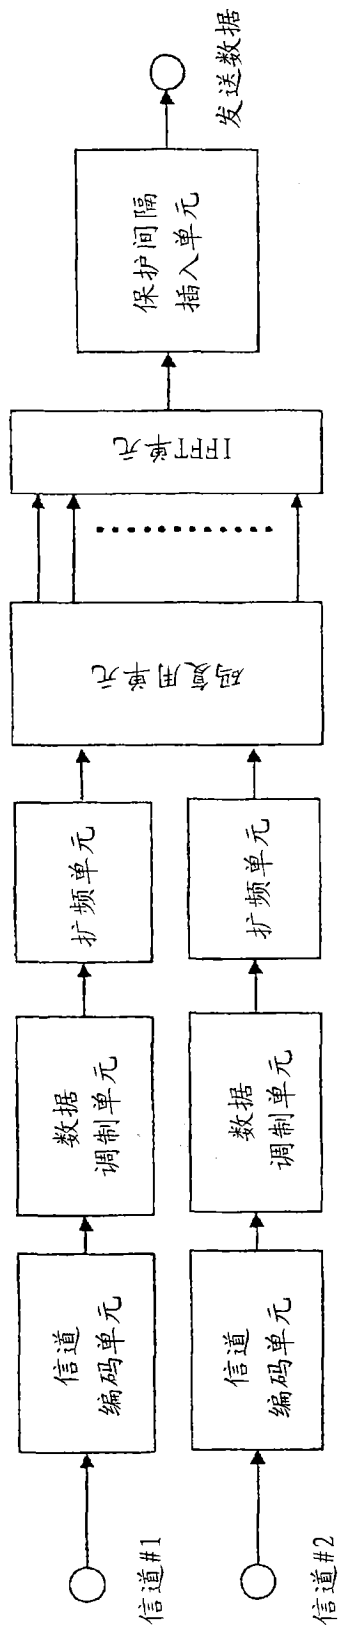 信道#1
信道
编码单元
数据
调制单元
扩频单元
信道#2
信道
编码单元
数据
调制单元
扩频单元
码复用单元
IFFT单元
保护间隔
插入单元
发送数据